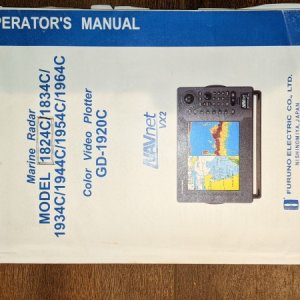 OPERATOR'S MANUAL
Marine Radar
MODEL 1824C/1834C/
1934C/1944C/1954C/1964C
Color Video Plotter
GD-1920C
NAVnet
VX2
FURUNO ELECTRIC CO., LTD.
NISHINOMIYA, JAPAN